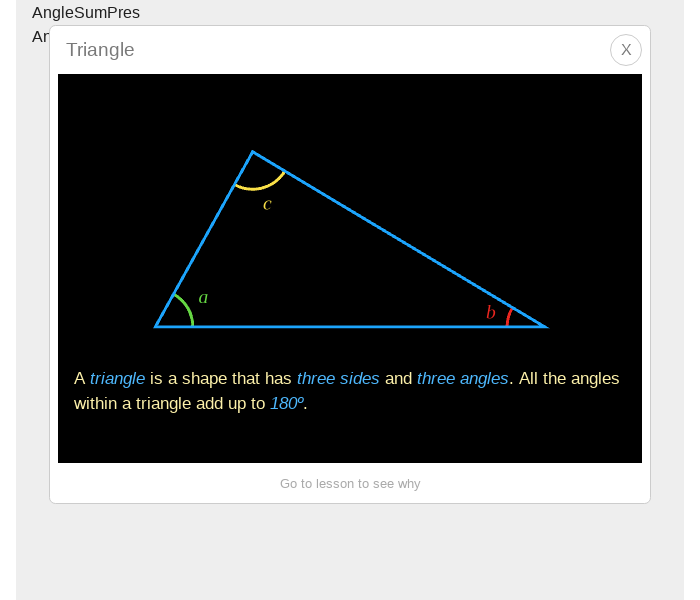 AngleSumPres
An
Triangle
X
c
a
b
A triangle is a shape that has three sides and three angles. All the angles
within a triangle add up to 180º.
Go to lesson to see why